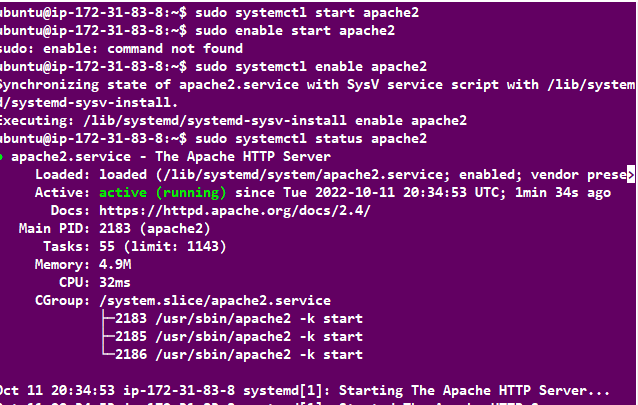 ubuntu@ip-172-31-83-8:~$ sudo systemctl start apache2
ubuntu@ip-172-31-83-8:~$ sudo enable start apache2
sudo: enable: command not found
ubuntu@ip-172-31-83-8:~$ sudo systemctl enable apache2
Synchronizing state of apache2.service with SysV service script with /lib/system
d/systemd-sysv-install.
Executing: /lib/systemd/systemd-sysv-install enable apache2
ubuntu@ip-172-31-83-8:~$ sudo systemctl status apache2
● apache2.service - The Apache HTTP Server
Loaded: loaded (/lib/systemd/system/apache2.service; enabled; vendor prese>
Active: active (running) since Tue 2022-10-11 20:34:53 UTC; 1min 34s ago
Docs: https://httpd.apache.org/docs/2.4/
Main PID: 2183 (apache2)
Tasks: 55 (limit: 1143)
Memory: 4.9M
CPU: 32ms
CGroup: /system.slice/apache2.service
├─2183 /usr/sbin/apache2 -k start
├─2185 /usr/sbin/apache2 -k start
└─2186 /usr/sbin/apache2 -k start
Oct 11 20:34:53 ip-172-31-83-8 systemd[1]: Starting The Apache HTTP Server...